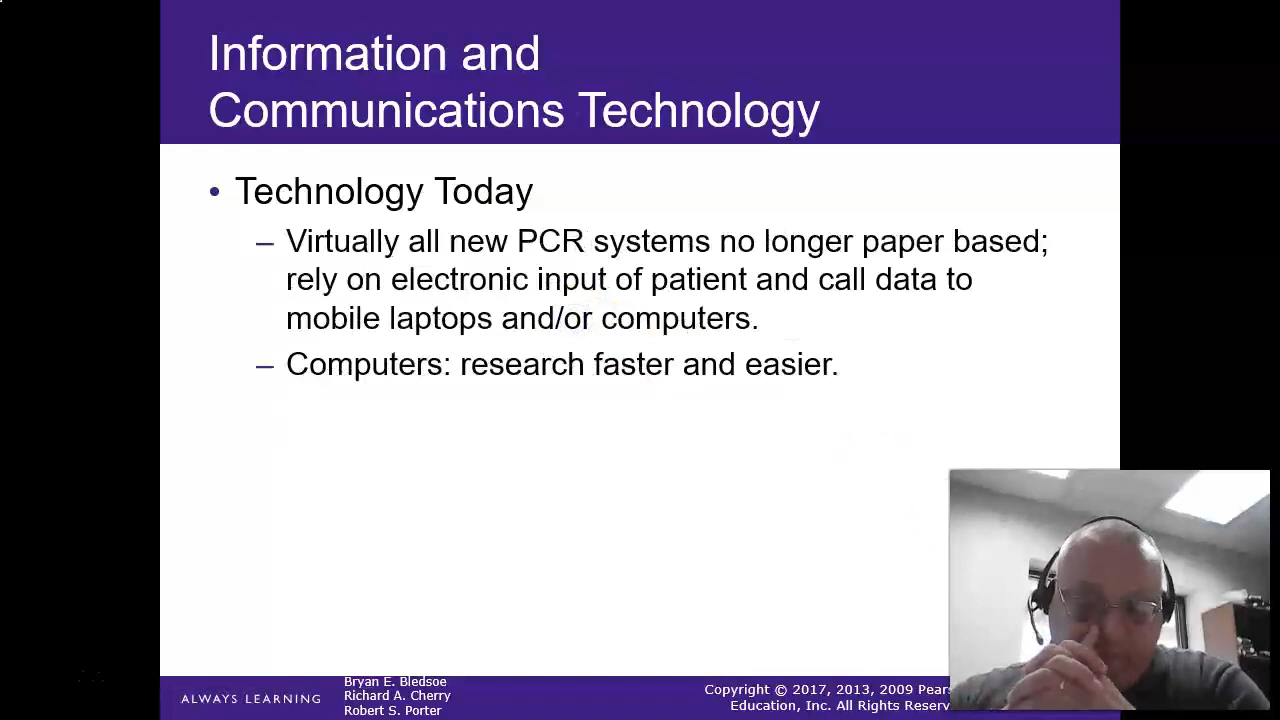 Information and
Communications Technology
• Technology Today
– Virtually all new PCR systems no longer paper based;
rely on electronic input of patient and call data to
mobile laptops and/or computers.
– Computers: research faster and easier.
ALWAYS LEARNING
Bryan E. Bledsoe
Richard A. Cherry
Robert S. Porter
Copyright © 2017, 2013, 2009
Education, Inc. All Rights